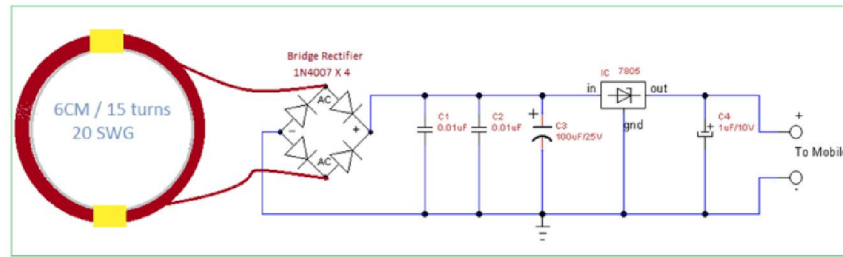 6CM / 15 turns
20 SWG
Bridge Rectifier
1N4007 X 4
AC
-
+
AC
C1
0.01uF
C2
0.01uF
+
C3
100uF/25V
IC 7805
in
out
gnd
+
C4
1uF/10V
+
To Mobile
-